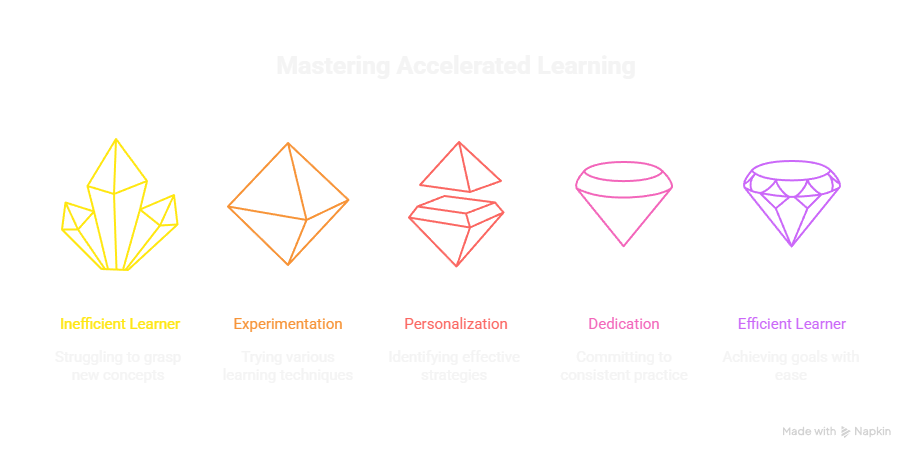 Mastering Accelerated Learning
Inefficient Learner
Struggling to grasp
new concepts
Experimentation
Trying various
learning techniques
Personalization
Identifying effective
strategies
Dedication
Committing to
consistent practice
Efficient Learner
Achieving goals with
ease
Made with Napkin